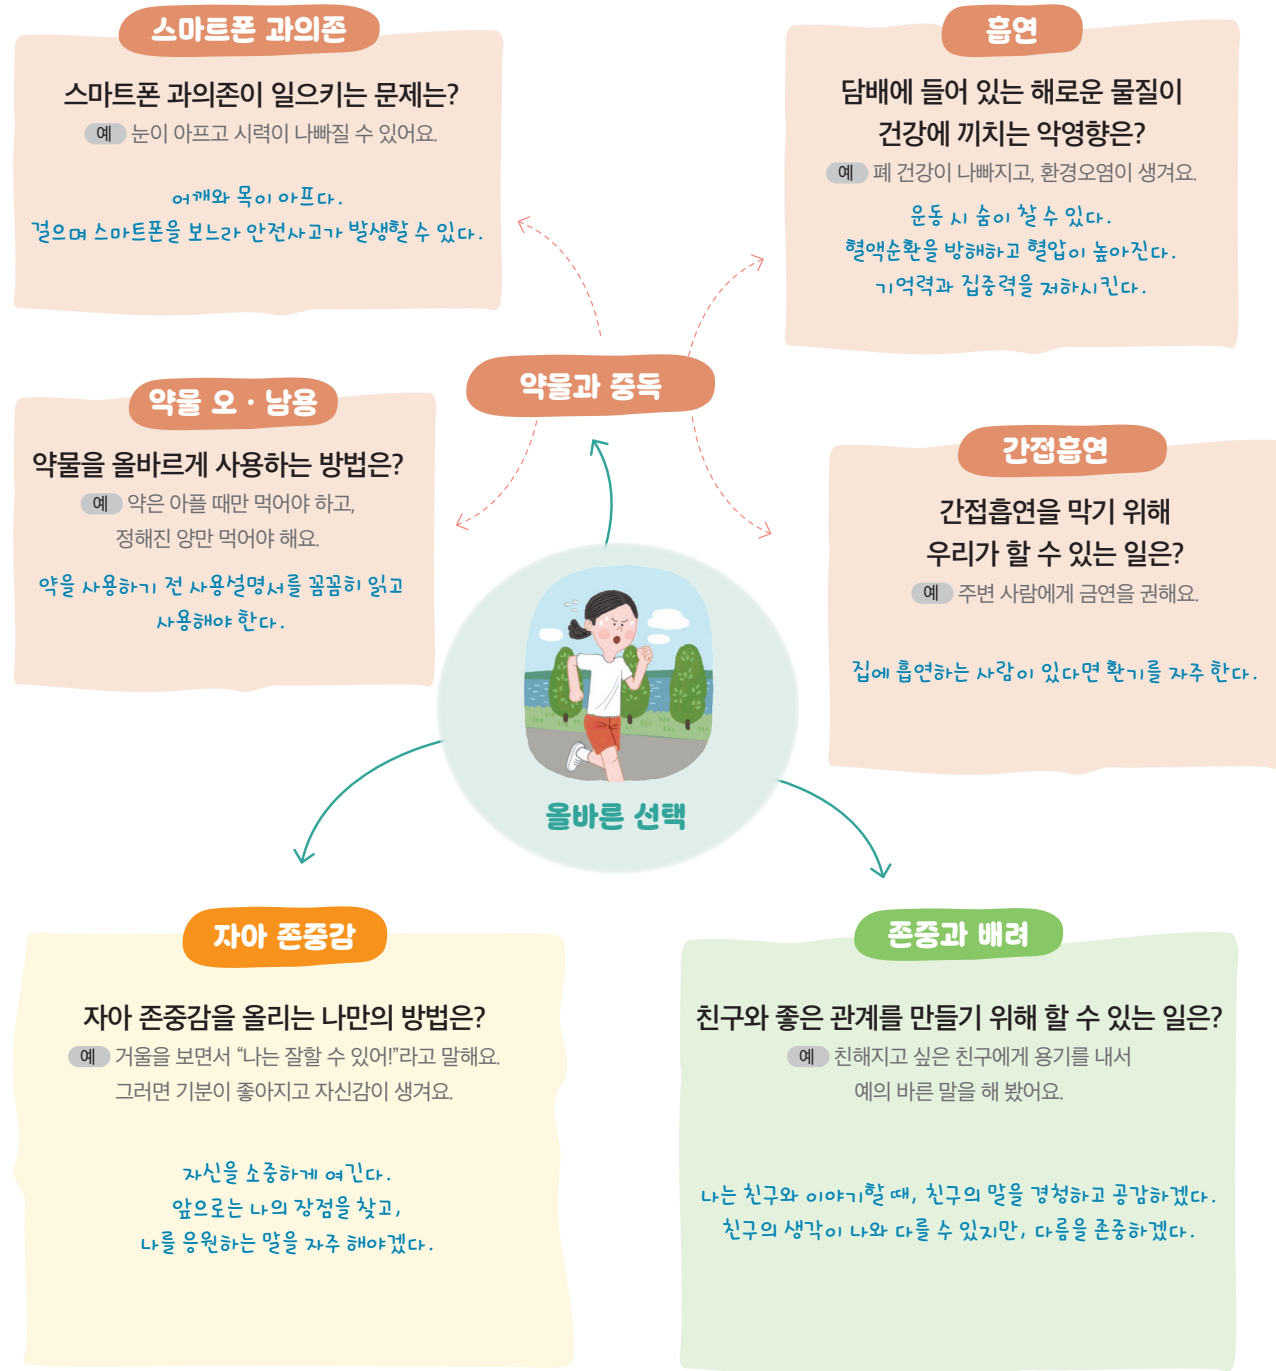 스마트폰 과의존
스마트폰 과의존이 일으키는 문제는?
예 눈이 아프고 시력이 나빠질 수 있어요.
어깨와 목이 아프다.
걸으며 스마트폰을 보느라 안전사고가 발생할 수 있다.
흡연
담배에 들어 있는 해로운 물질이
건강에 끼치는 악영향은?
예 폐 건강이 나빠지고, 환경오염이 생겨요.
운동 시 숨이 찰 수 있다.
혈액순환을 방해하고 혈압이 높아진다.
기억력과 집중력을 저하시킨다.
약물과 중독
약물 오 · 남용
약물을 올바르게 사용하는 방법은?
예 약은 아플 때만 먹어야 하고,
정해진 양만 먹어야 해요.
약을 사용하기 전 사용설명서를 꼼꼼히 읽고
사용해야 한다.
간접흡연
간접흡연을 막기 위해
우리가 할 수 있는 일은?
예 주변 사람에게 금연을 권해요.
집에 흡연하는 사람이 있다면 환기를 자주 한다.
올바른 선택
자아 존중감
자아 존중감을 올리는 나만의 방법은?
예 거울을 보면서 “나는 잘할 수 있어!”라고 말해요.
그러면 기분이 좋아지고 자신감이 생겨요.
자신을 소중하게 여긴다.
앞으로는 나의 장점을 찾고,
나를 응원하는 말을 자주 해야겠다.
존중과 배려
친구와 좋은 관계를 만들기 위해 할 수 있는 일은?
예 친해지고 싶은 친구에게 용기를 내서
예의 바른 말을 해 봤어요.
나는 친구와 이야기할 때, 친구의 말을 경청하고 공감하겠다.
친구의 생각이 나와 다를 수 있지만, 다름을 존중하겠다.